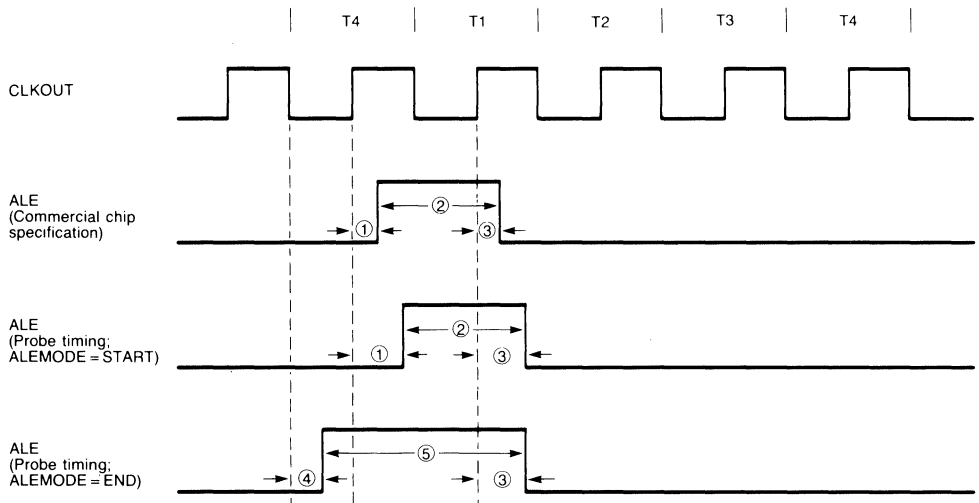 T4 T1 T2 T3 T4
CLKOUT
ALE
(Commercial chip
specification)
②
① ③
ALE
(Probe timing;
ALEMODE = START)
②
① ③
ALE
(Probe timing;
ALEMODE = END)
⑤
④ ③